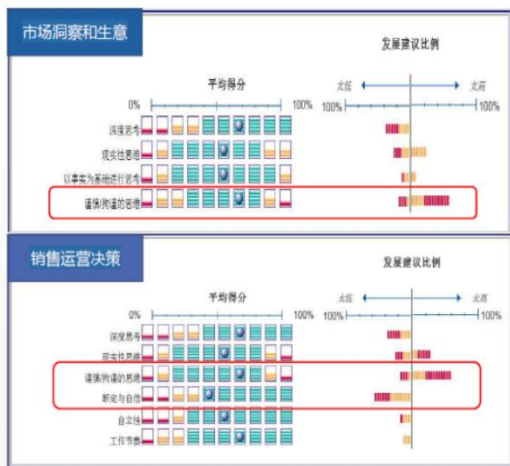 市场洞察和生意
发展建议比例
平均得分
太低
太高
0%
100%
100%
100%
深度思考
现实性思维
以事实为基础进行思考
谨慎/拘谨的思维
销售运营决策
发展建议比例
平均得分
太低
太高
0%
100%
100%
100%
深度思考
现实性思维
谨慎/拘谨的思维
断定与自信
自立性
工作节奏